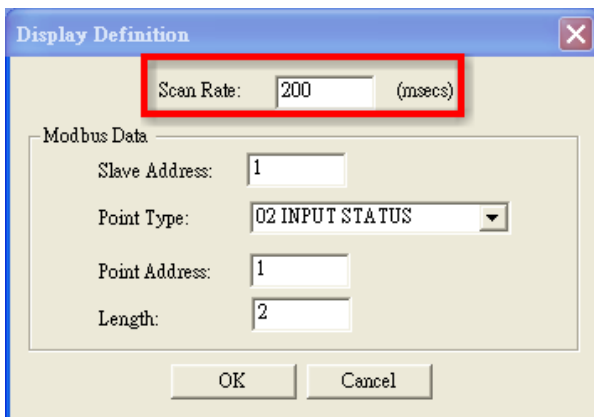 Display Definition
Scan Rate: 200 (msecs)
Modbus Data
Slave Address: 1
Point Type: 02 INPUT STATUS
Point Address: 1
Length: 2
OK Cancel